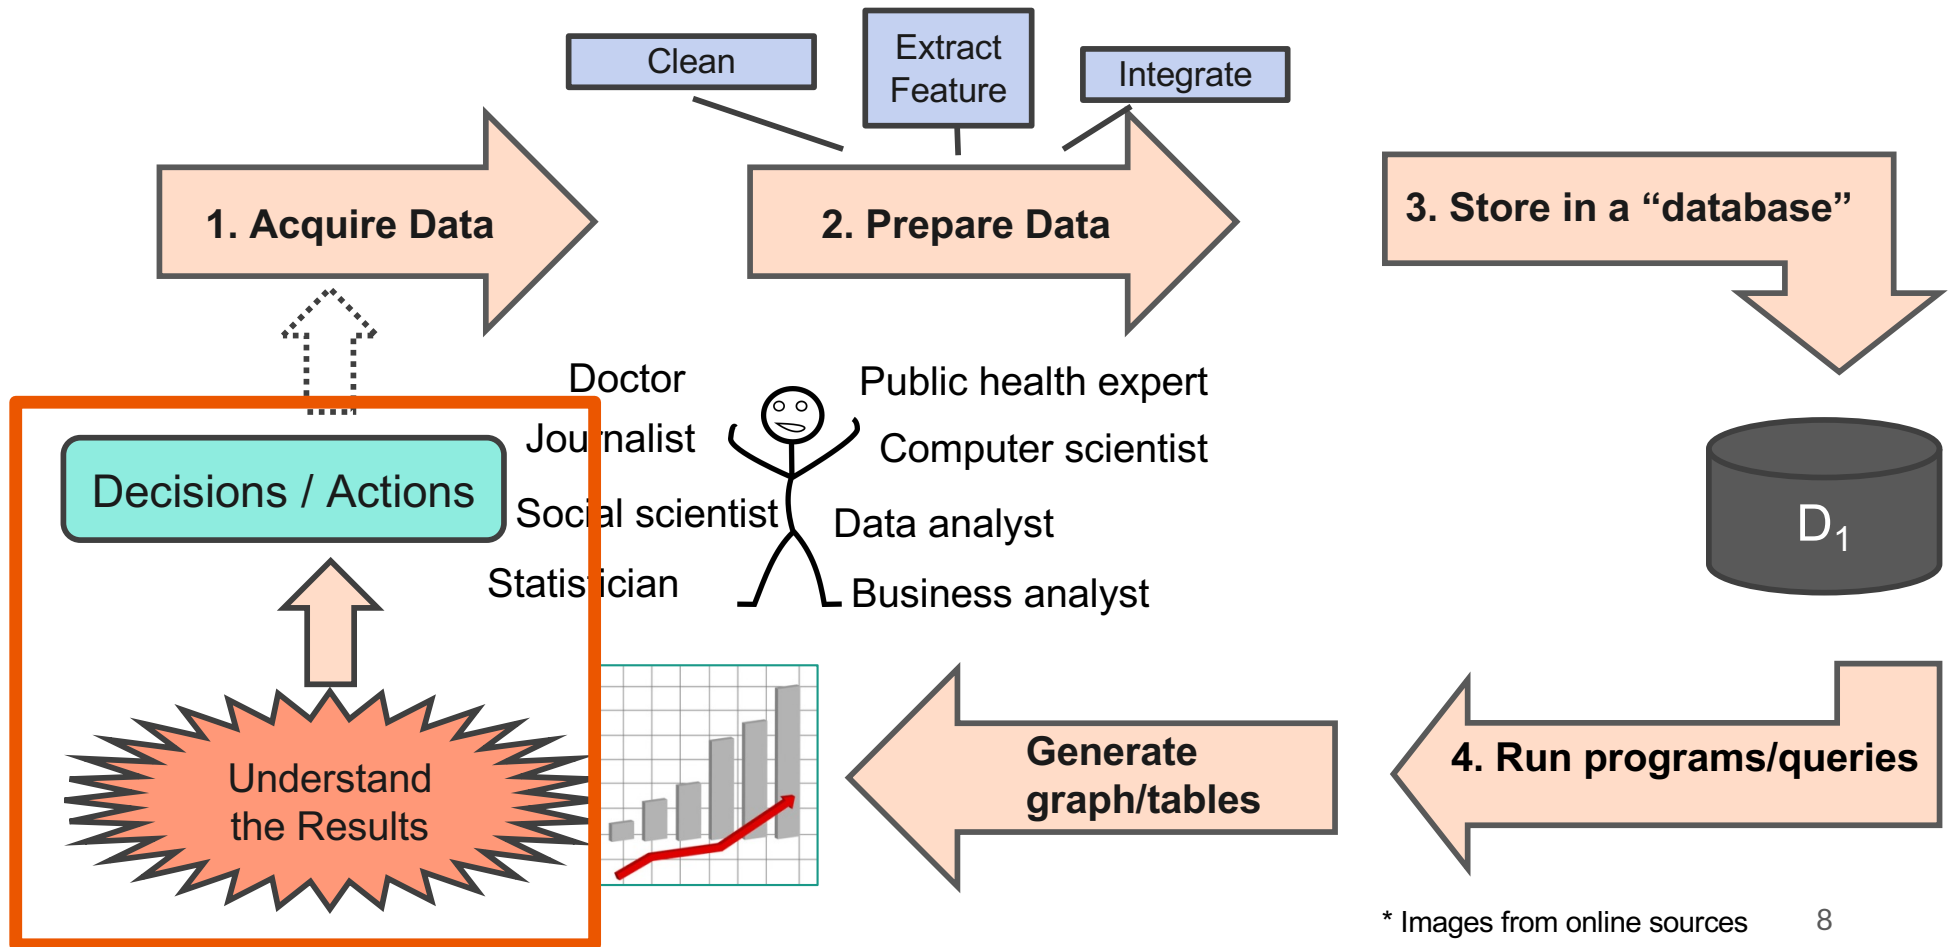 Clean
Extract
Feature
Integrate
1. Acquire Data
2. Prepare Data
3. Store in a “database”
Doctor
Public health expert
Journalist
Computer scientist
Decisions / Actions
Social scientist
Data analyst
D₁
Statistician
Business analyst
Understand
the Results
Generate
graph/tables
4. Run programs/queries
* Images from online sources
8